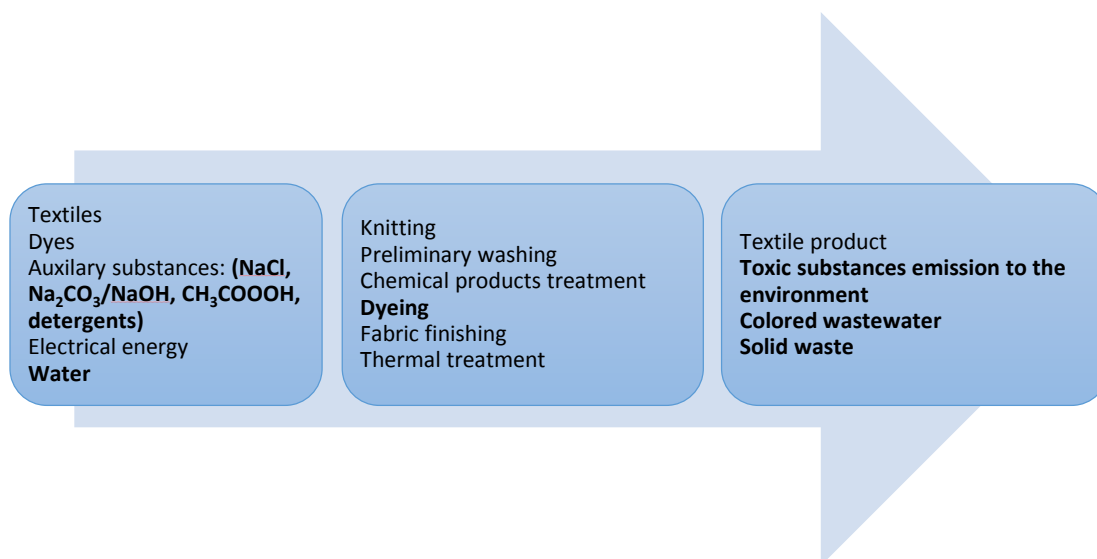 Textiles
Dyes
Auxilary substances: (NaCl,
Na₂CO₃/NaOH, CH₃COOOH,
detergents)
Electrical energy
Water
Knitting
Preliminary washing
Chemical products treatment
Dyeing
Fabric finishing
Thermal treatment
Textile product
Toxic substances emission to the
environment
Colored wastewater
Solid waste